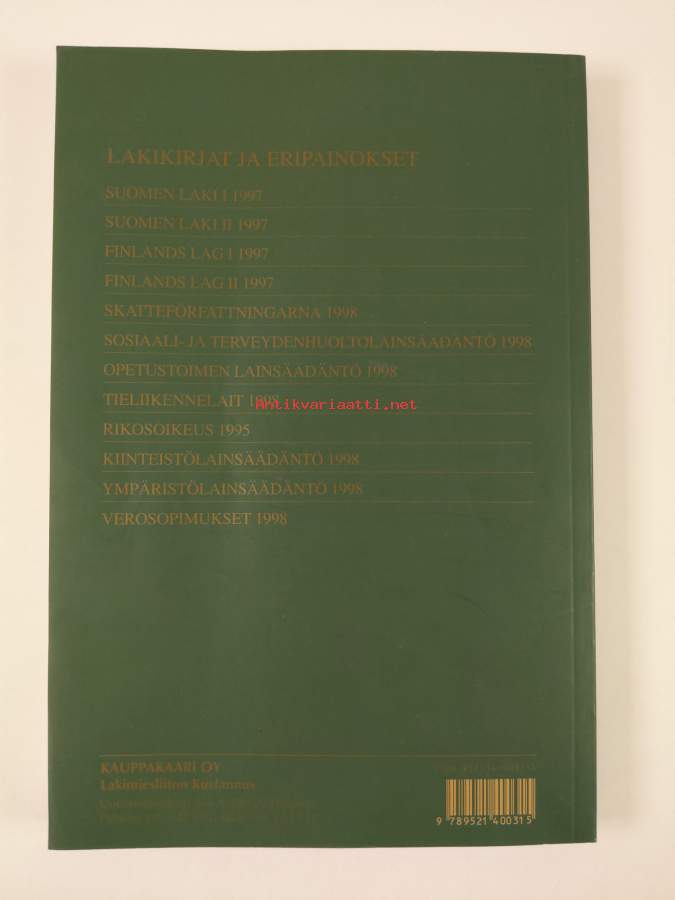 LAKIKIRJAT JA ERIPAINOKSET
SUOMEN LAKI I 1997
SUOMEN LAKI II 1997
FINLANDS LAG I 1997
FINLANDS LAG II 1997
SKATTEFÖRFATTNINGARNA 1998
SOSIAALI- JA TERVEYDENHUOLTOLAINSÄÄDÄNTÖ 1998
OPETUSTOIMEN LAINSÄÄDÄNTÖ 1998
TIELIIKENNELAIT 1998
Antikvariaatti.net
RIKOSOIKEUS 1995
KIINTEISTÖLAINSÄÄDÄNTÖ 1998
YMPÄRISTÖLAINSÄÄDÄNTÖ 1998
VEROSOPIMUKSET 1998
KAUPPAKAARI OY
Lakimiesliiton Kustannus
9 789521 400315